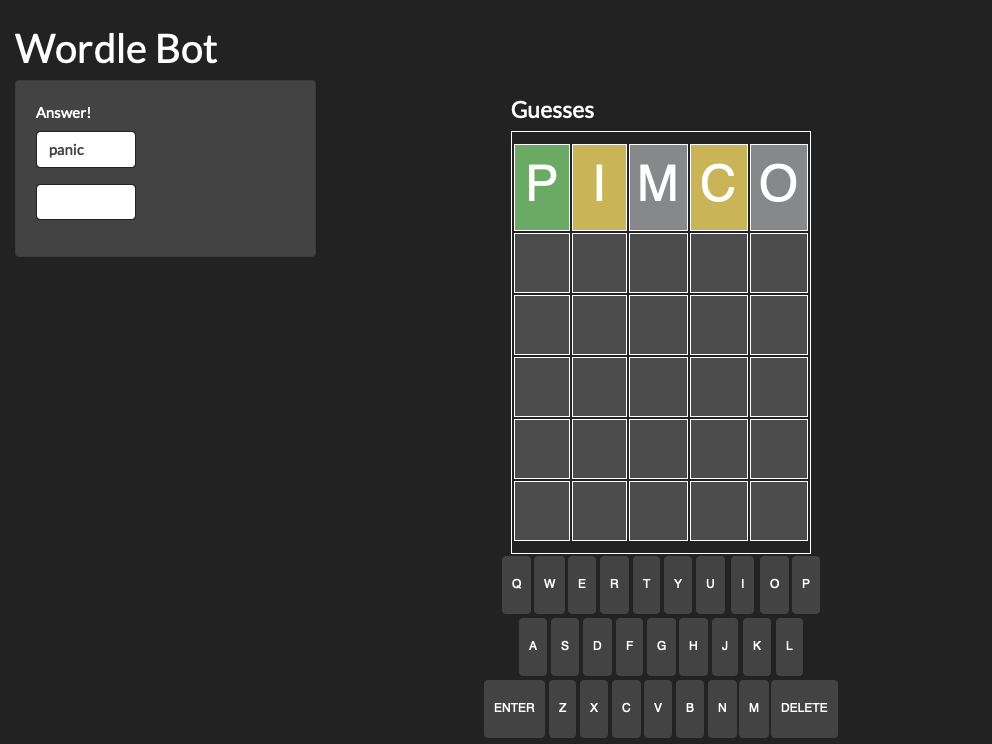 Wordle Bot
Answer!
panic
Guesses
P I M C O
Q W E R T Y U I O P
A S D F G H J K L
ENTER Z X C V B N M DELETE